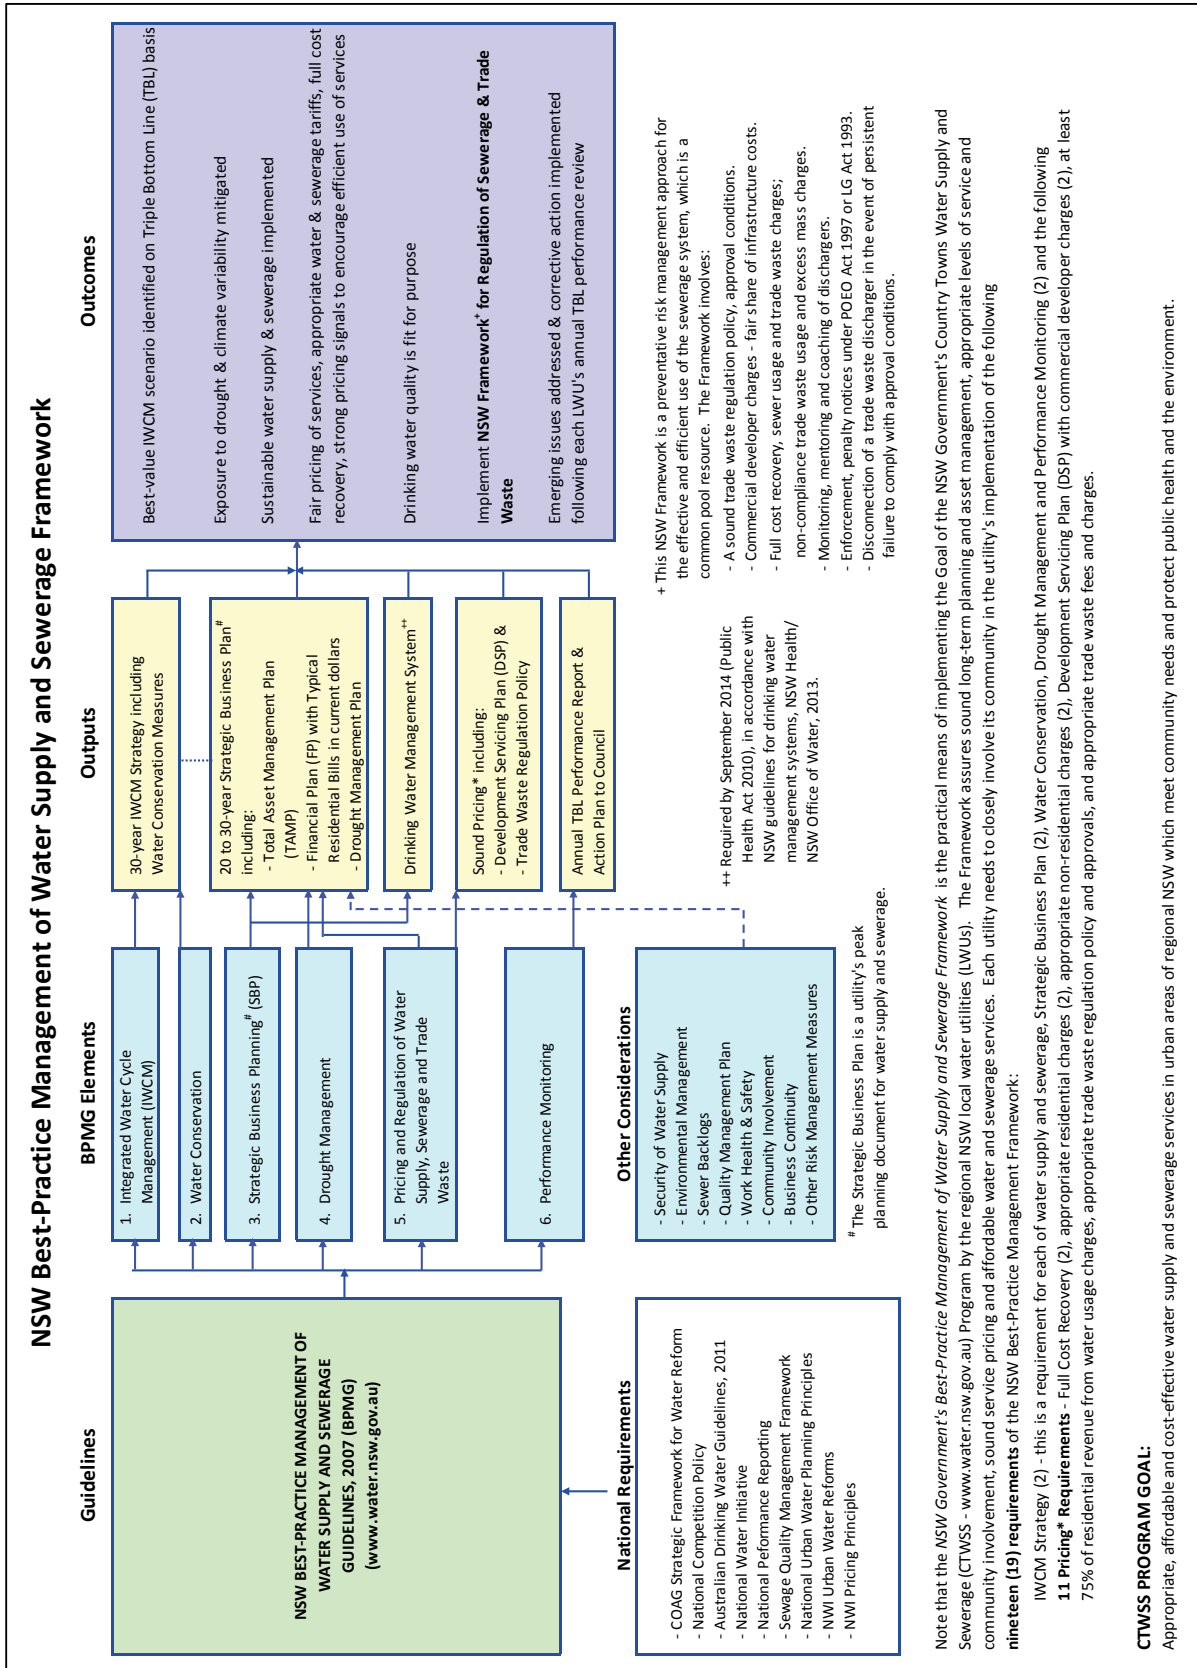 NSW Best-Practice Management of Water Supply and Sewerage Framework
Guidelines
NSW BEST-PRACTICE MANAGEMENT OF
WATER SUPPLY AND SEWERAGE
GUIDELINES, 2007 (BPMG)
(www.water.nsw.gov.au)
National Requirements
- COAG Strategic Framework for Water Reform
- National Competition Policy
- Australian Drinking Water Guidelines, 2011
- National Water Initiative
- National Peformance Reporting
- Sewage Quality Management Framework
- National Urban Water Planning Principles
- NWI Urban Water Reforms
- NWI Pricing Principles
BPMG Elements
1. Integrated Water Cycle
Management (IWCM)
2. Water Conservation
3. Strategic Business Planning# (SBP)
4. Drought Management
5. Pricing and Regulation of Water
Supply, Sewerage and Trade
Waste
6. Performance Monitoring
Other Considerations
- Security of Water Supply
- Environmental Management
- Sewer Backlogs
- Quality Management Plan
- Work Health & Safety
- Community Involvement
- Business Continuity
- Other Risk Management Measures
# The Strategic Business Plan is a utility's peak
planning document for water supply and sewerage.
Outputs
30-year IWCM Strategy including
Water Conservation Measures
20 to 30-year Strategic Business Plan#
including:
- Total Asset Management Plan
(TAMP)
- Financial Plan (FP) with Typical
Residential Bills in current dollars
- Drought Management Plan
Drinking Water Management System++
Sound Pricing* including:
- Development Servicing Plan (DSP) &
- Trade Waste Regulation Policy
Annual TBL Performance Report &
Action Plan to Council
++ Required by September 2014 (Public
Health Act 2010), in accordance with
NSW guidelines for drinking water
management systems, NSW Health/
NSW Office of Water, 2013.
Outcomes
Best-value IWCM scenario identified on Triple Bottom Line (TBL) basis
Exposure to drought & climate variability mitigated
Sustainable water supply & sewerage implemented
Fair pricing of services, appropriate water & sewerage tariffs, full cost
recovery, strong pricing signals to encourage efficient use of services
Drinking water quality is fit for purpose
Implement NSW Framework+ for Regulation of Sewerage & Trade
Waste
Emerging issues addressed & corrective action implemented
following each LWU's annual TBL performance review
+ This NSW Framework is a preventative risk management approach for
the effective and efficient use of the sewerage system, which is a
common pool resource. The Framework involves:
- A sound trade waste regulation policy, approval conditions.
- Commercial developer charges - fair share of infrastructure costs.
- Full cost recovery, sewer usage and trade waste charges;
non-compliance trade waste usage and excess mass charges.
- Monitoring, mentoring and coaching of dischargers.
- Enforcement, penalty notices under POEO Act 1997 or LG Act 1993.
- Disconnection of a trade waste discharger in the event of persistent
failure to comply with approval conditions.
Note that the NSW Government's Best-Practice Management of Water Supply and Sewerage Framework is the practical means of implementing the Goal of the NSW Government's Country Towns Water Supply and
Sewerage (CTWSS - www.water.nsw.gov.au) Program by the regional NSW local water utilities (LWUs). The Framework assures sound long-term planning and asset management, appropriate levels of service and
community involvement, sound service pricing and affordable water and sewerage services. Each utility needs to closely involve its community in the utility's implementation of the following
nineteen (19) requirements of the NSW Best-Practice Management Framework:
IWCM Strategy (2) - this is a requirement for each of water supply and sewerage, Strategic Business Plan (2), Water Conservation, Drought Management and Performance Monitoring (2) and the following
11 Pricing* Requirements - Full Cost Recovery (2), appropriate residential charges (2), appropriate non-residential charges (2), Development Servicing Plan (DSP) with commercial developer charges (2), at least
75% of residential revenue from water usage charges, appropriate trade waste regulation policy and approvals, and appropriate trade waste fees and charges.
CTWSS PROGRAM GOAL:
Appropriate, affordable and cost-effective water supply and sewerage services in urban areas of regional NSW which meet community needs and protect public health and the environment.